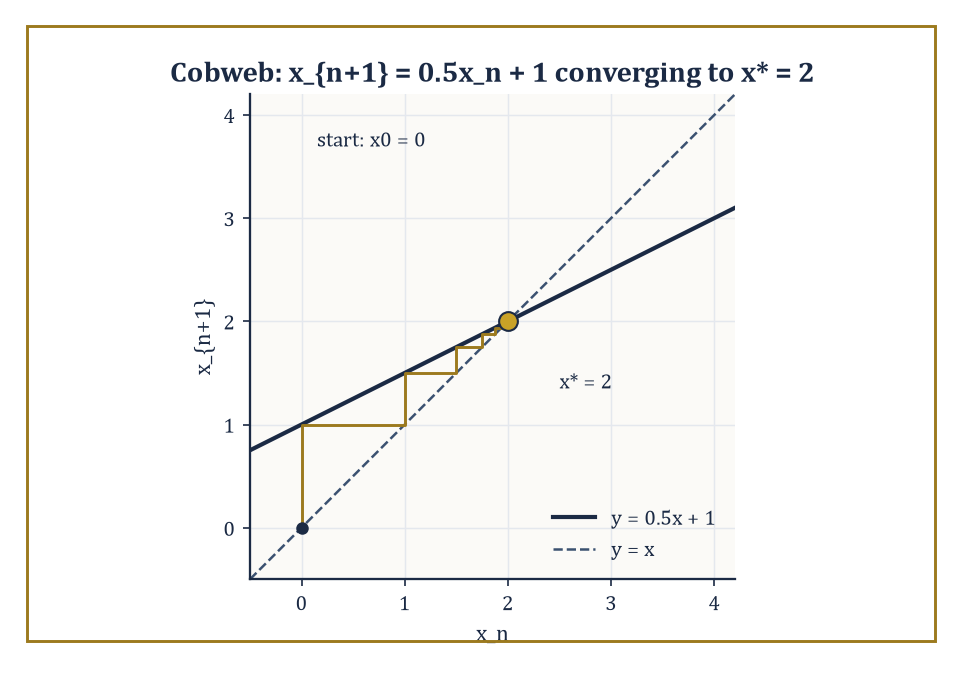 Cobweb: x_{n+1} = 0.5x_n + 1 converging to x* = 2
4
start: x0 = 0
3
x_{n+1}
2
x* = 2
1
0
y = 0.5x + 1
y = x
0 1 2 3 4
x_n